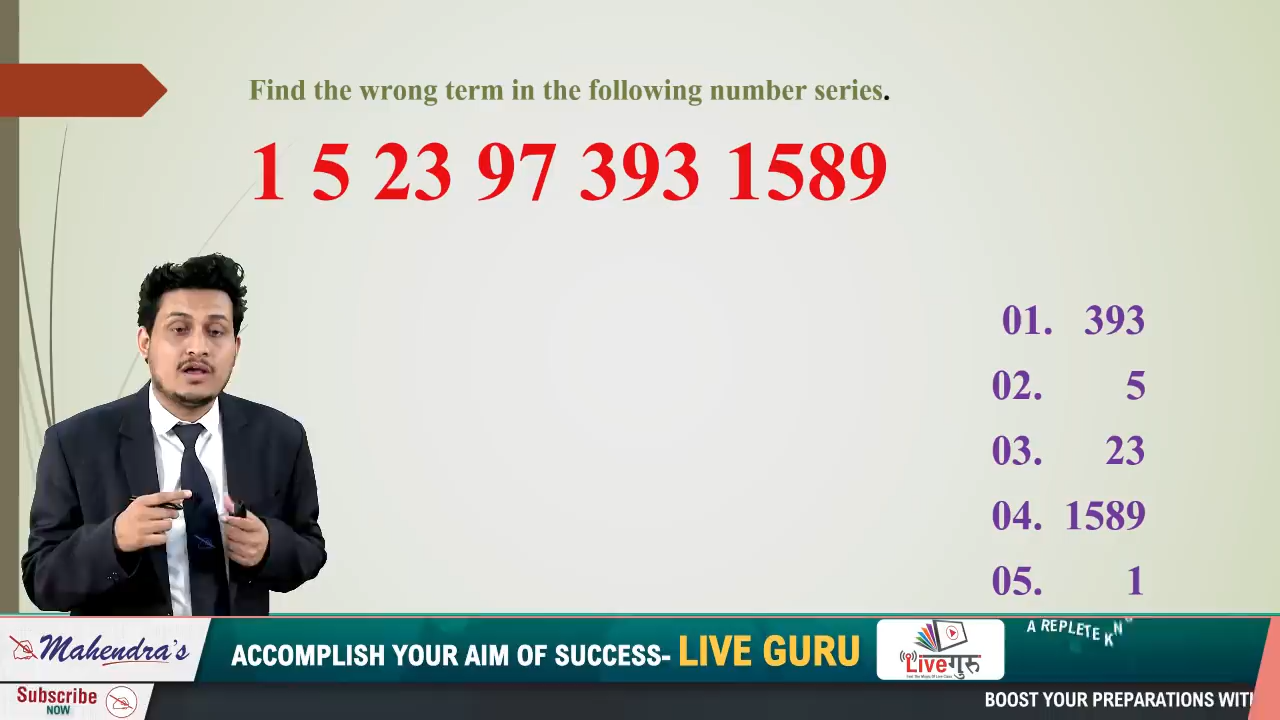 Find the wrong term in the following number series.
1 5 23 97 393 1589
01. 393
02. 5
03. 23
04. 1589
05. 1
Mahendra's
ACCOMPLISH YOUR AIM OF SUCCESS- LIVE GURU
Liveगुरु
A REPLETE KN
Subscribe
NOW
BOOST YOUR PREPARATIONS WIT